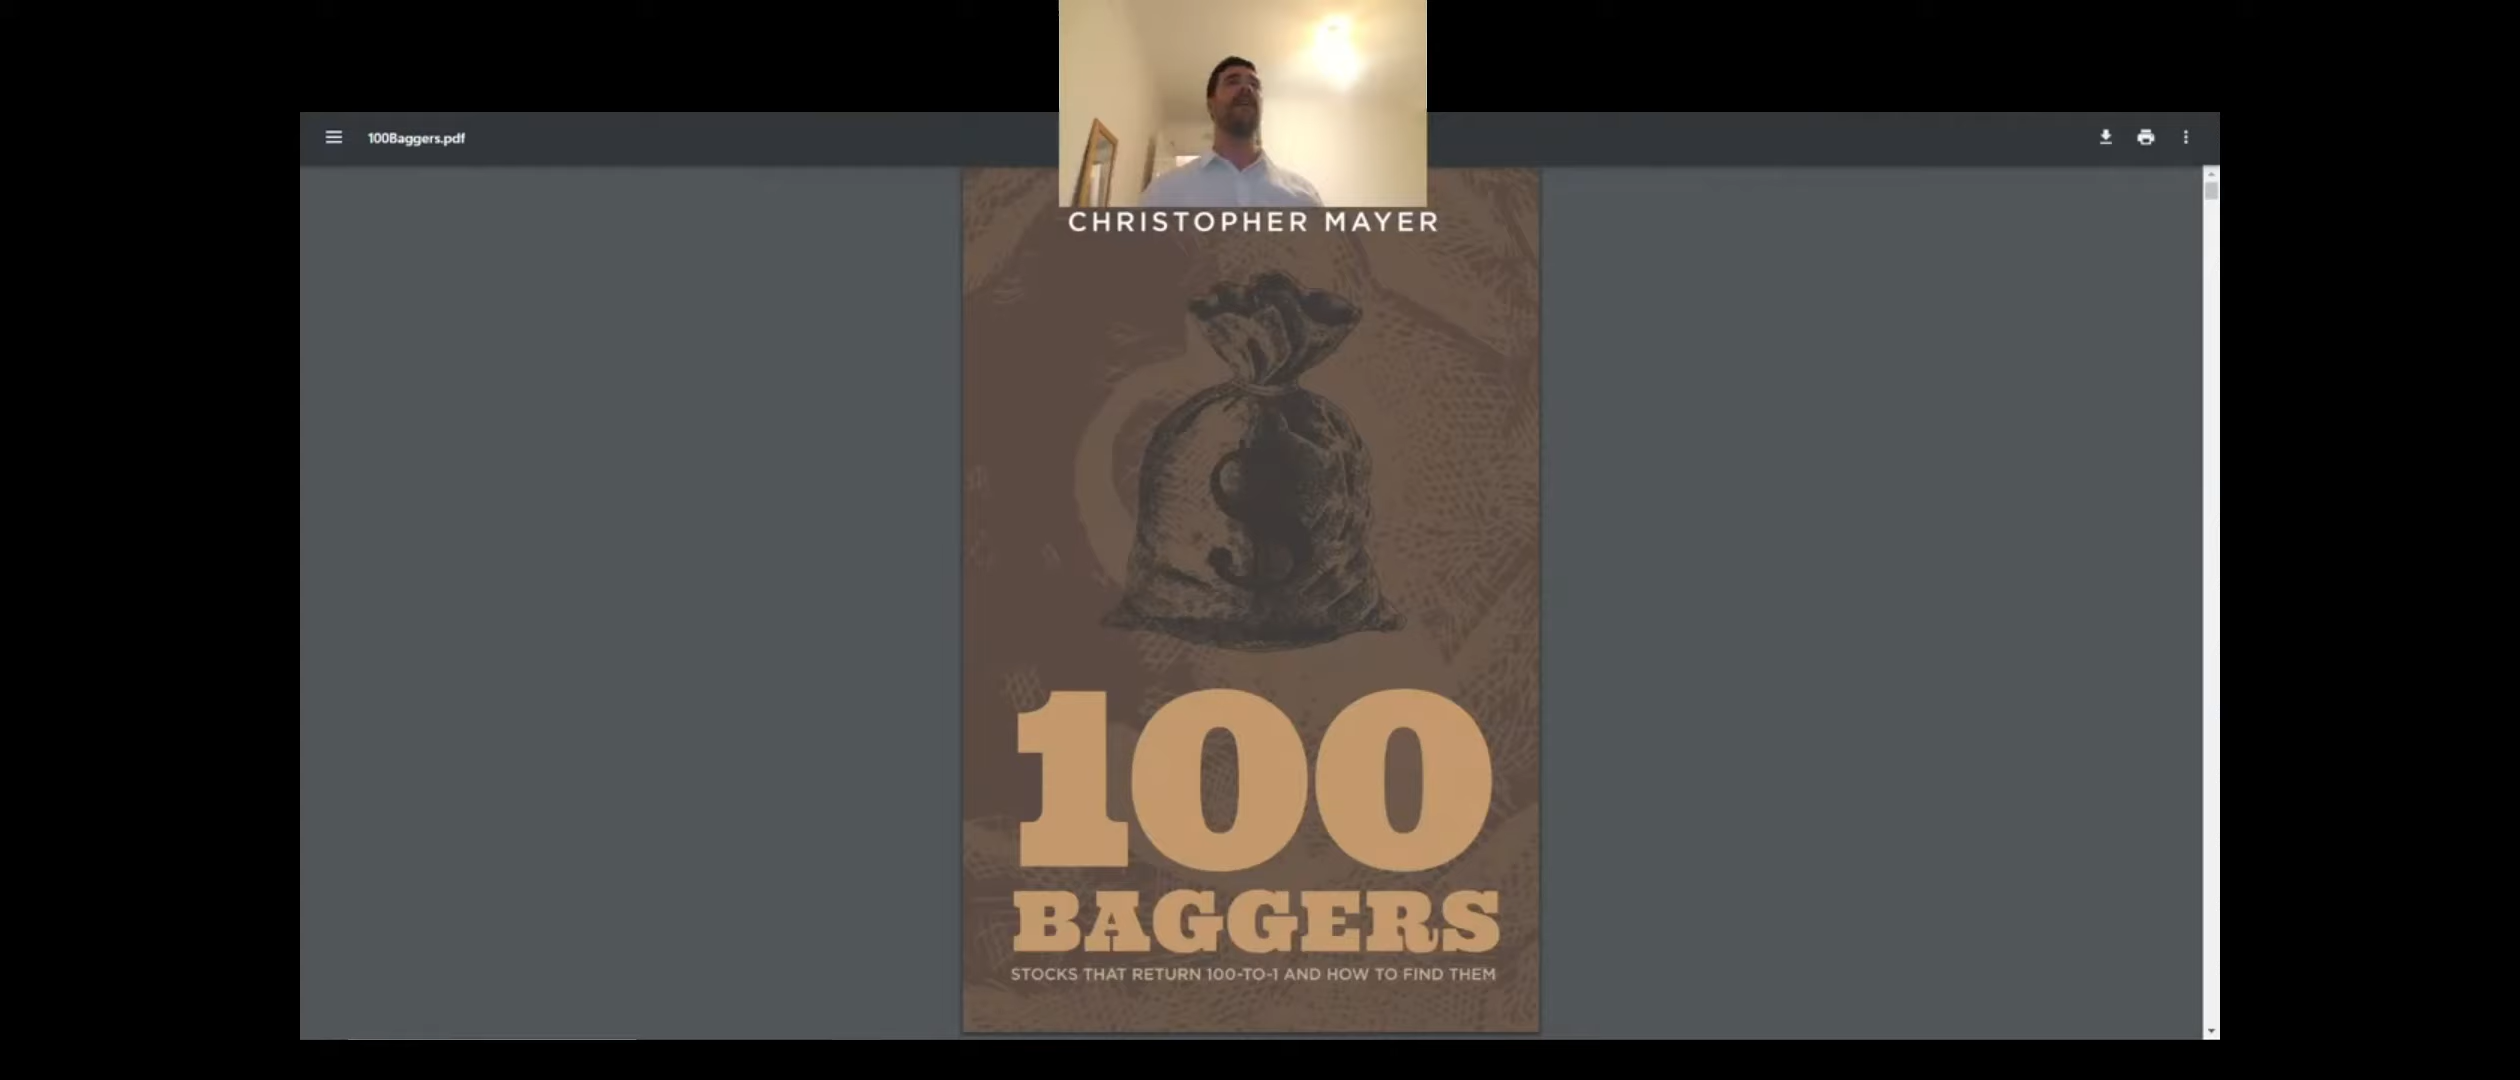 100Baggers.pdf
CHRISTOPHER MAYER
$
100
BAGGERS
STOCKS THAT RETURN 100-TO-1 AND HOW TO FIND THEM